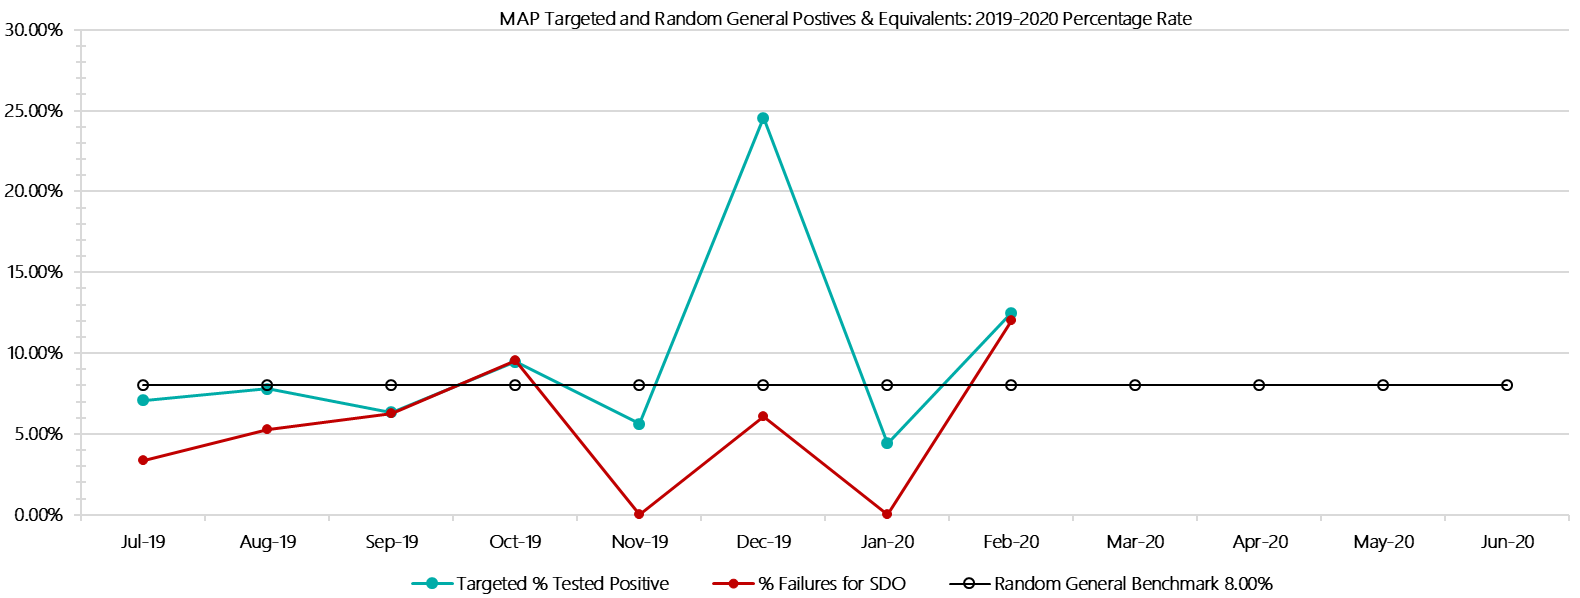 MAP Targeted and Random General Postives & Equivalents: 2019-2020 Percentage Rate
30.00%
25.00%
20.00%
15.00%
10.00%
5.00%
0.00%
Jul-19 Aug-19 Sep-19 Oct-19 Nov-19 Dec-19 Jan-20 Feb-20 Mar-20 Apr-20 May-20 Jun-20
Targeted % Tested Positive % Failures for SDO Random General Benchmark 8.00%